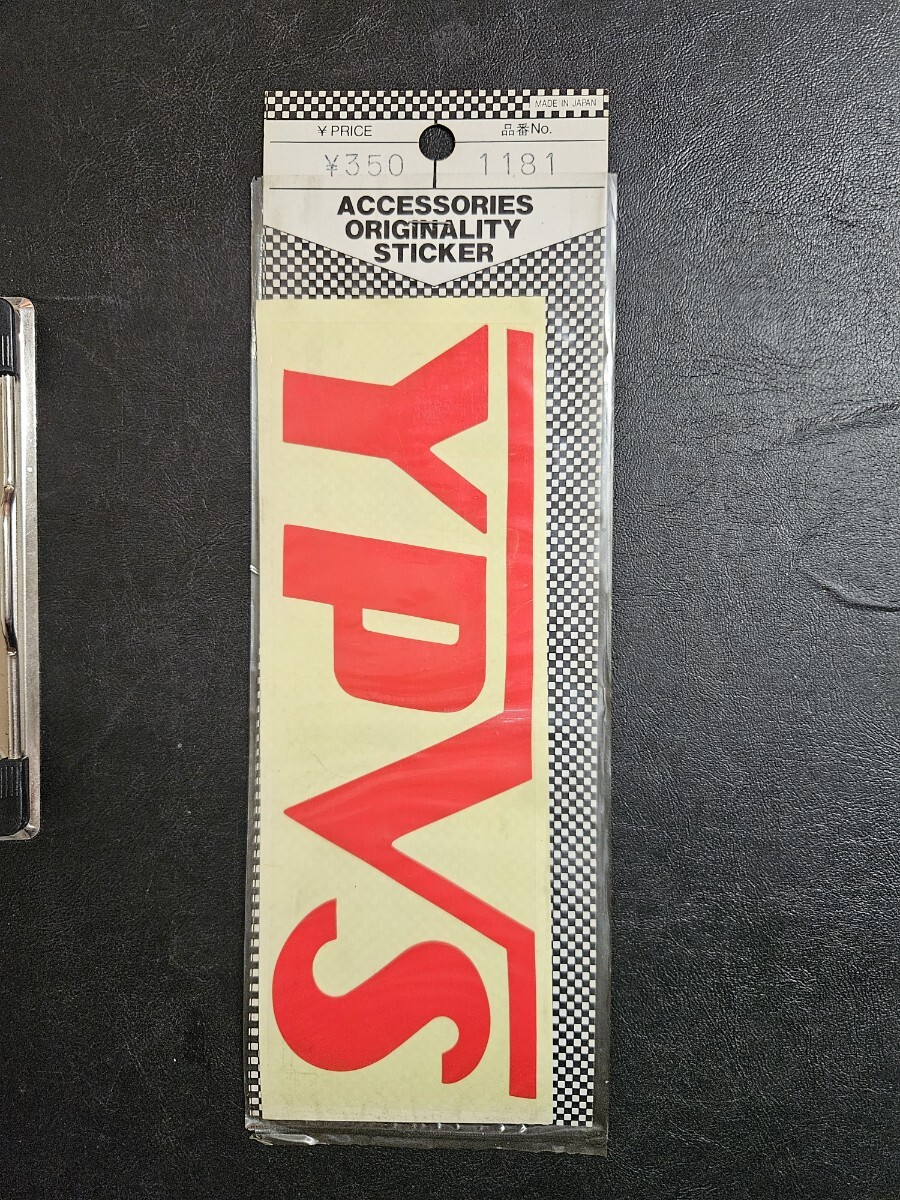 MADE IN JAPAN
¥ PRICE
品番No.
¥350
1181
ACCESSORIES
ORIGINALITY
STICKER
YPVS